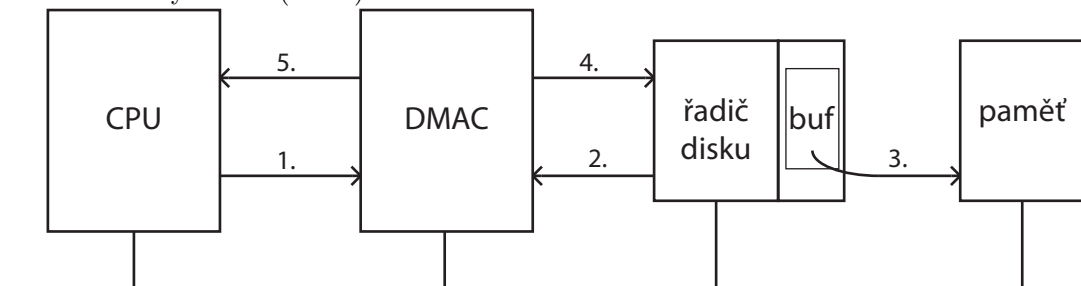 5.
4.
CPU
DMAC
řadič
disku
buf
paměť
1.
2.
3.